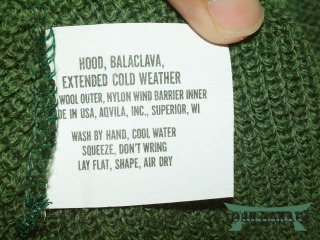 HOOD, BALACLAVA,
EXTENDED COLD WEATHER
WOOL OUTER, NYLON WIND BARRIER INNER
DE IN USA, AQVILA, INC., SUPERIOR, WI
WASH BY HAND, COOL WATER
SQUEEZE, DON'T WRING
LAY FLAT, SHAPE, AIR DRY